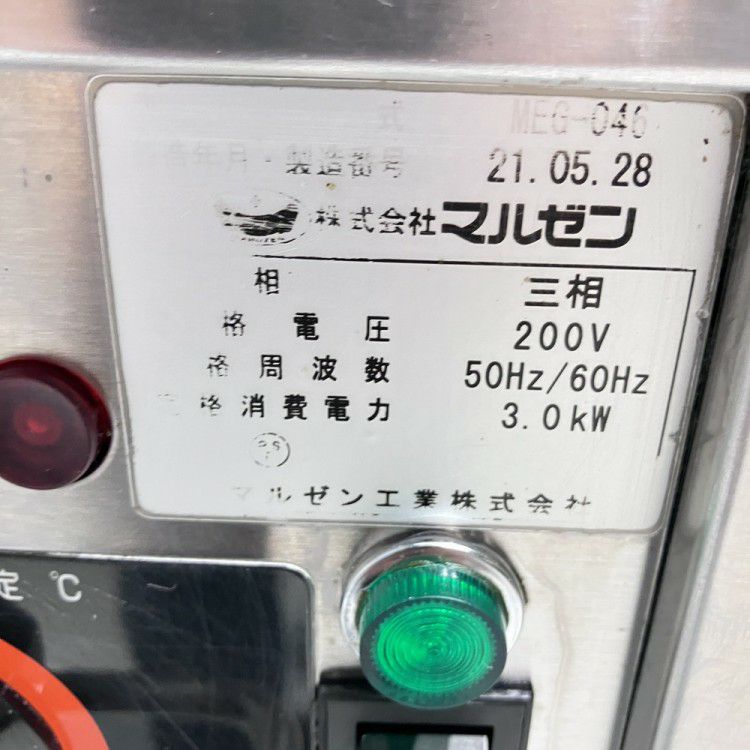 式 MEG-046
造年月・製造番号 21.05.28
株式会社マルゼン
相 三相
格電圧 200V
格周波数 50Hz/60Hz
格消費電力 3.0kW
PS
マルゼン工業株式会社
定 ℃